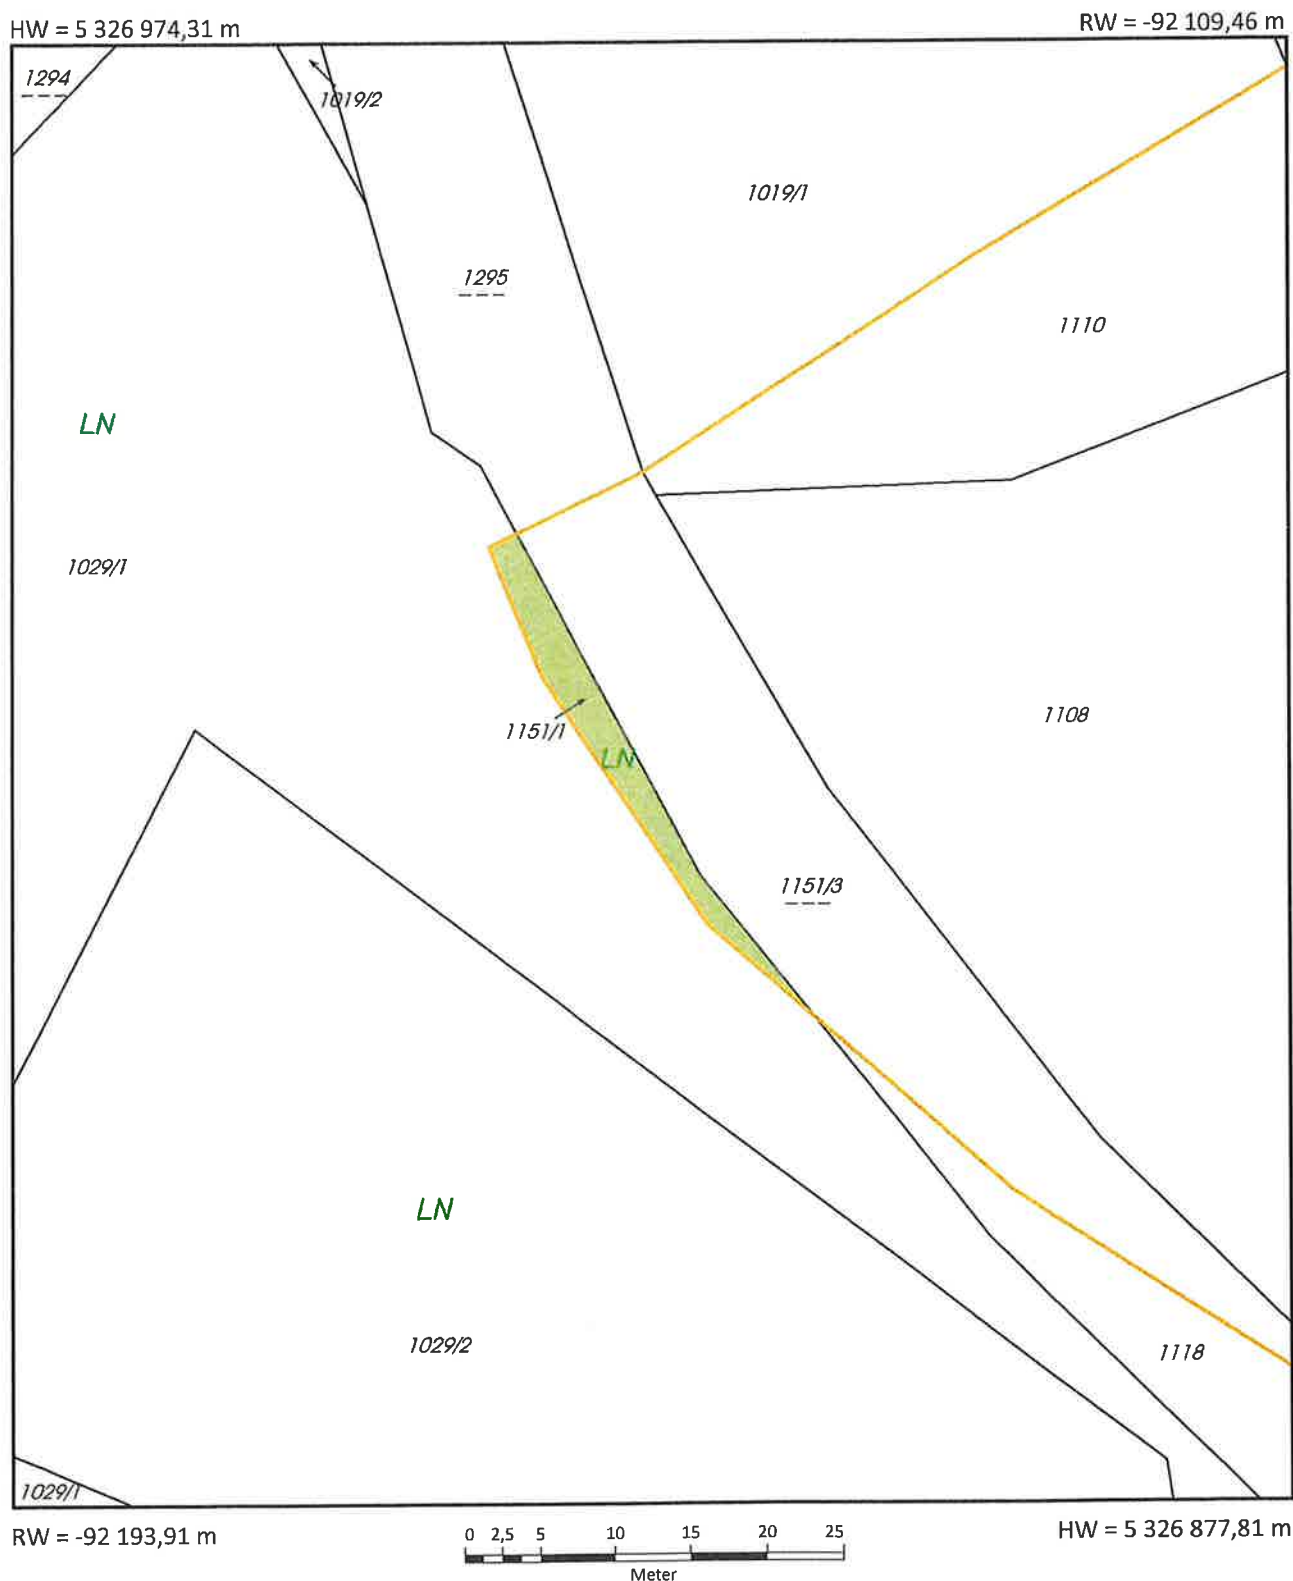 HW = 5 326 974,31 m
RW = -92 109,46 m
1294
1019/2
1019/1
1295
1110
LN
1029/1
1108
1151/1
LN
1151/3
LN
1029/2
1118
1029/1
RW = -92 193,91 m
0 2,5 5 10 15 20 25
HW = 5 326 877,81 m
Meter